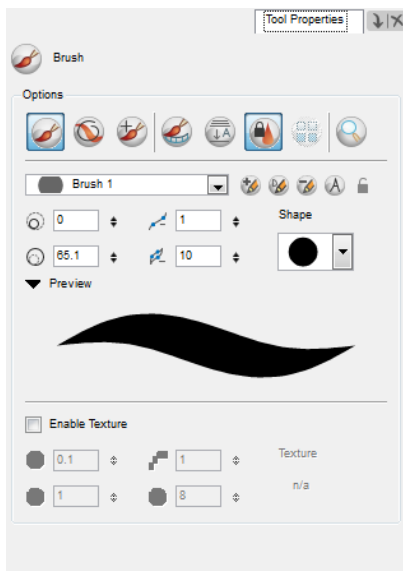 Tool Properties
Brush
Options
A
Brush 1
A
0 1 Shape
65.1 10
Preview
Enable Texture
0.1 1 Texture
1 8 n/a